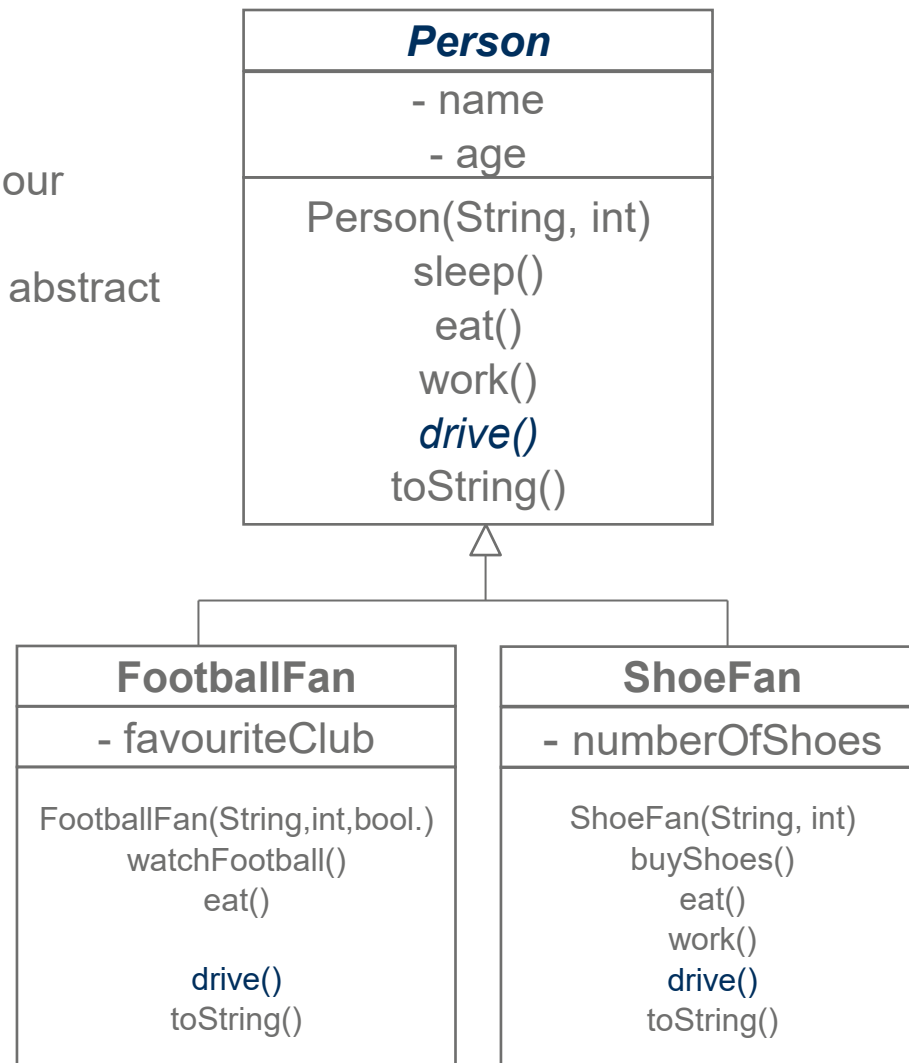 Person
- name
- age
our
Person(String, int)
sleep()
abstract
eat()
work()
drive()
toString()
FootballFan
- favouriteClub
FootballFan(String,int,bool.)
watchFootball()
eat()
drive()
toString()
ShoeFan
- numberOfShoes
ShoeFan(String, int)
buyShoes()
eat()
work()
drive()
toString()